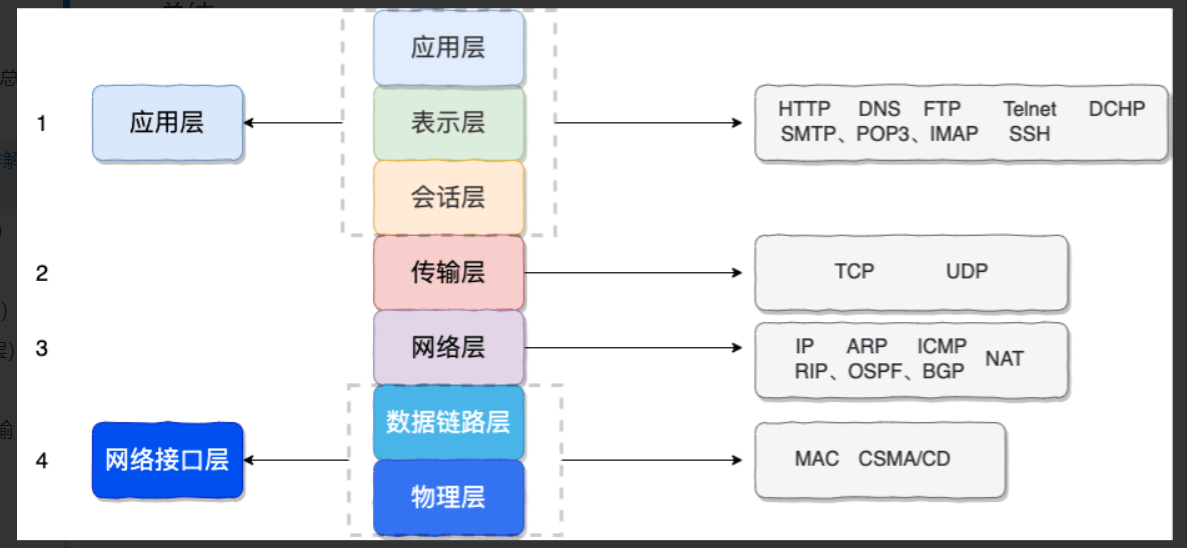 应用层
1 应用层 表示层 HTTP DNS FTP Telnet DCHP
SMTP、POP3、IMAP SSH
会话层
2 传输层 TCP UDP
3 网络层 IP ARP ICMP NAT
RIP、OSPF、BGP
数据链路层
4 网络接口层 MAC CSMA/CD
物理层